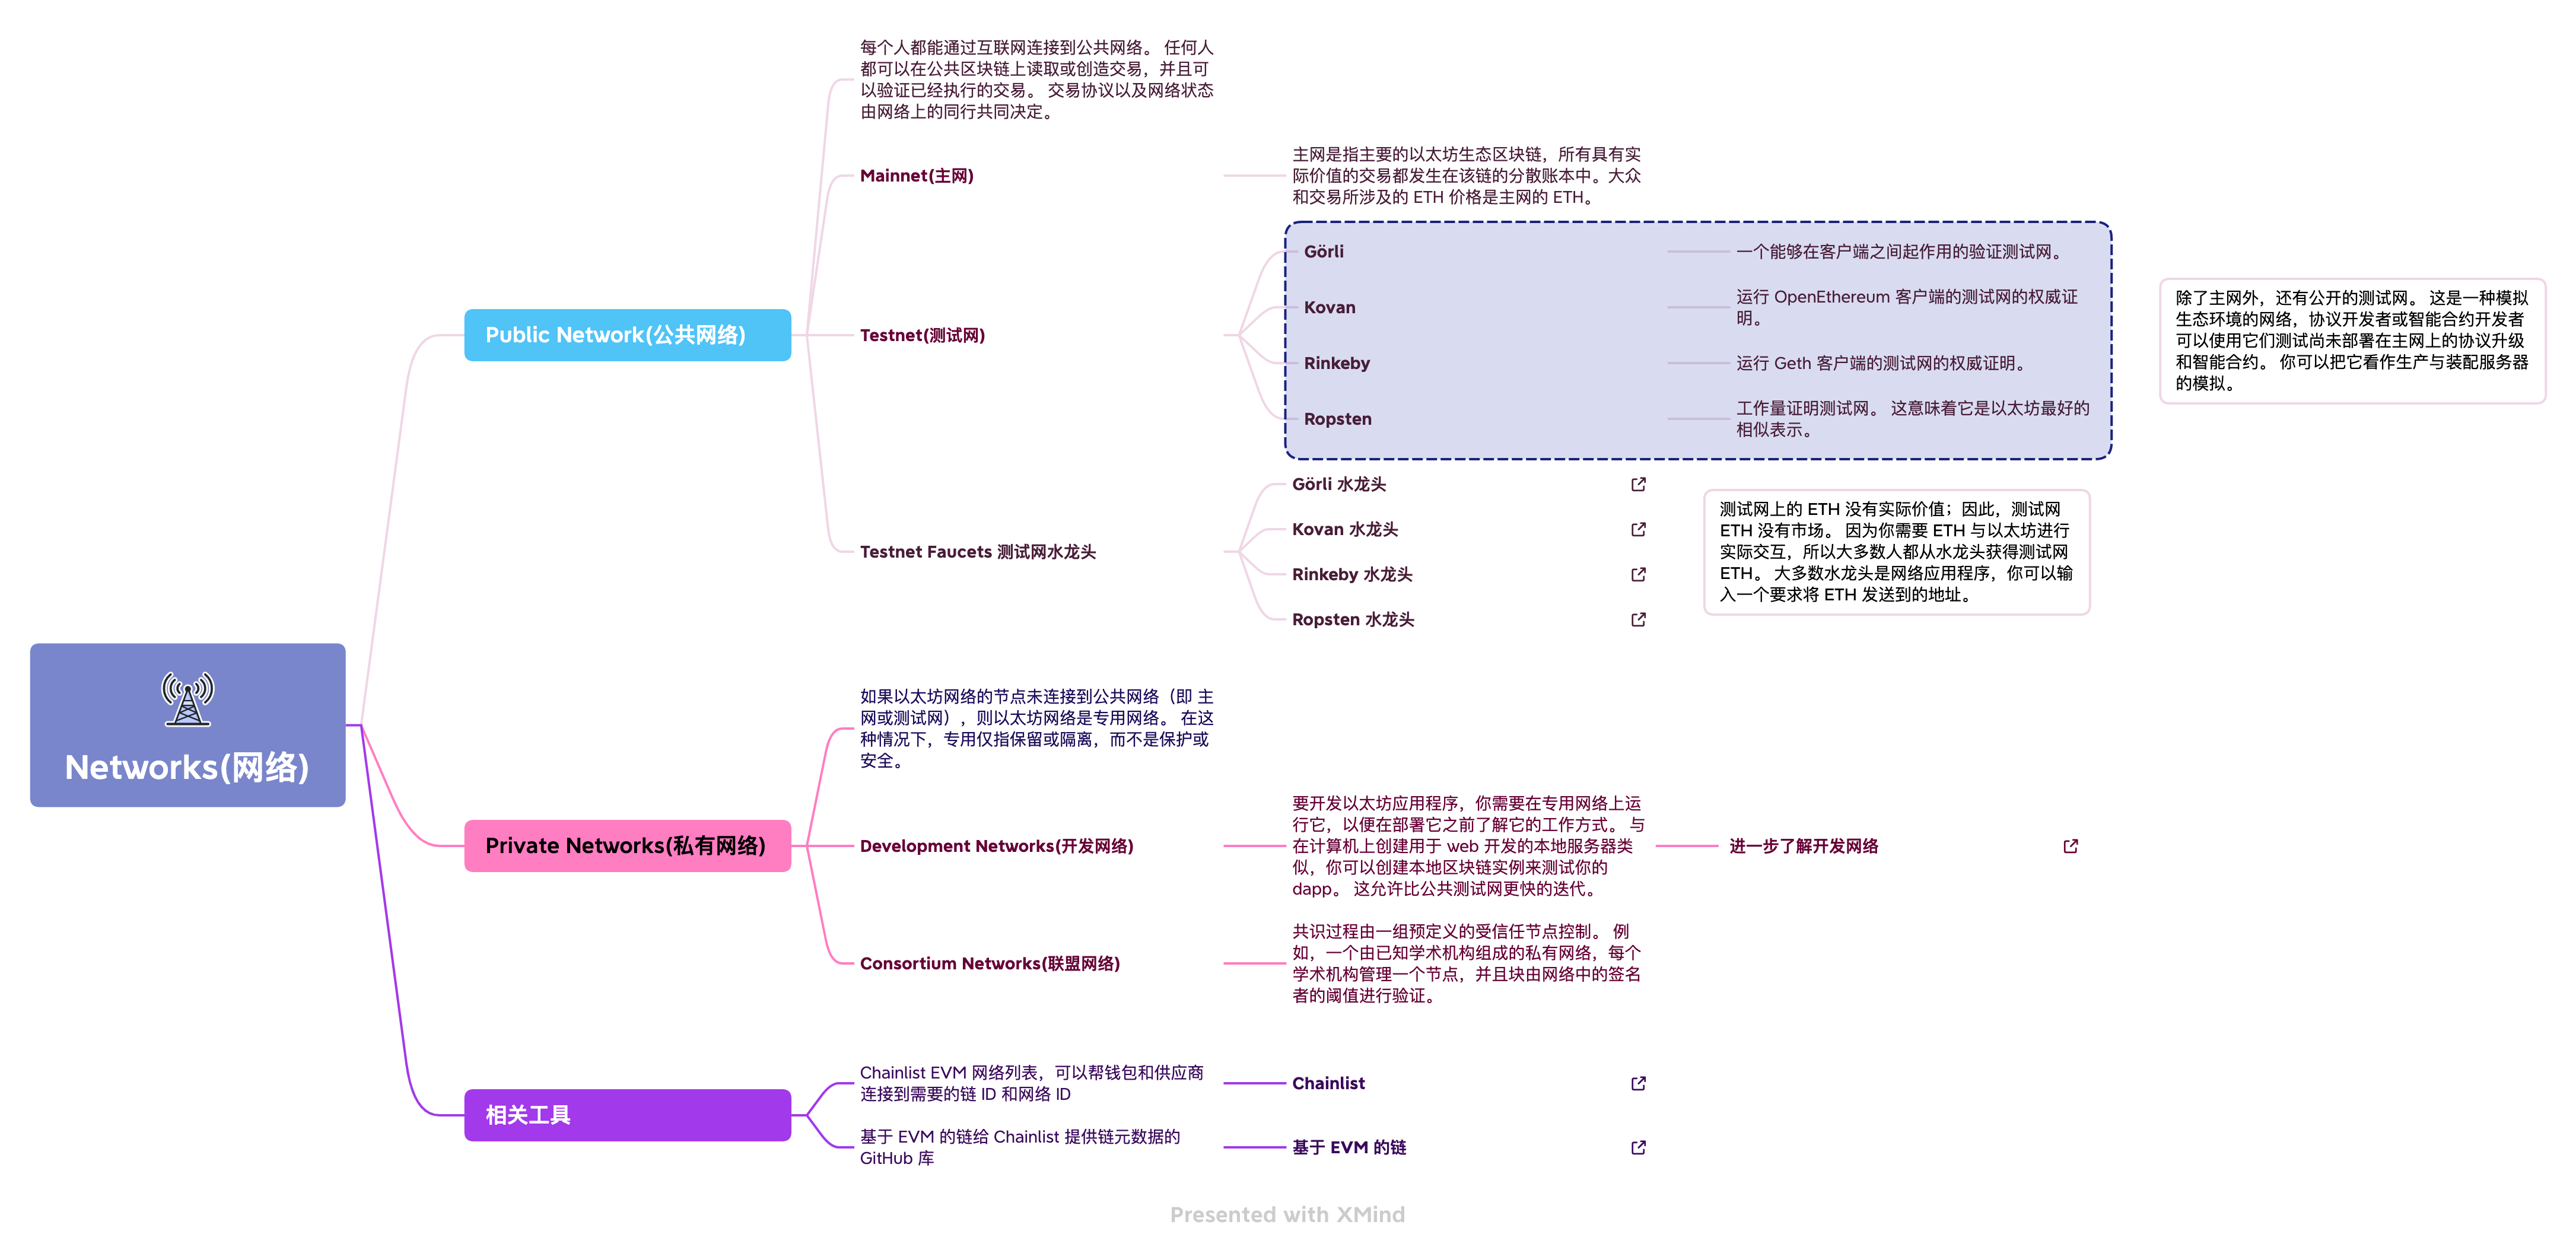 Networks(网络)
Public Network(公共网络)
每个人都能通过互联网连接到公共网络。 任何人
都可以在公共区块链上读取或创造交易，并且可
以验证已经执行的交易。 交易协议以及网络状态
由网络上的同行共同决定。
Mainnet(主网)
主网是指主要的以太坊生态区块链，所有具有实
际价值的交易都发生在该链的分散账本中。大众
和交易所涉及的 ETH 价格是主网的 ETH。
Testnet(测试网)
Görli
一个能够在客户端之间起作用的验证测试网。
Kovan
运行 OpenEthereum 客户端的测试网的权威证
明。
Rinkeby
运行 Geth 客户端的测试网的权威证明。
Ropsten
工作量证明测试网。 这意味着它是以太坊最好的
相似表示。
除了主网外，还有公开的测试网。 这是一种模拟
生态环境的网络，协议开发者或智能合约开发者
可以使用它们测试尚未部署在主网上的协议升级
和智能合约。 你可以把它看作生产与装配服务器
的模拟。
Testnet Faucets 测试网水龙头
Görli 水龙头
Kovan 水龙头
Rinkeby 水龙头
Ropsten 水龙头
测试网上的 ETH 没有实际价值；因此，测试网
ETH 没有市场。 因为你需要 ETH 与以太坊进行
实际交互，所以大多数人都从水龙头获得测试网
ETH。 大多数水龙头是网络应用程序，你可以输
入一个要求将 ETH 发送到的地址。
Private Networks(私有网络)
如果以太坊网络的节点未连接到公共网络（即 主
网或测试网），则以太坊网络是专用网络。 在这
种情况下，专用仅指保留或隔离，而不是保护或
安全。
Development Networks(开发网络)
要开发以太坊应用程序，你需要在专用网络上运
行它，以便在部署它之前了解它的工作方式。 与
在计算机上创建用于 web 开发的本地服务器类
似，你可以创建本地区块链实例来测试你的
dapp。 这允许比公共测试网更快的迭代。
进一步了解开发网络
Consortium Networks(联盟网络)
共识过程由一组预定义的受信任节点控制。 例
如，一个由已知学术机构组成的私有网络，每个
学术机构管理一个节点，并且块由网络中的签名
者的阈值进行验证。
相关工具
Chainlist EVM 网络列表，可以帮钱包和供应商
连接到需要的链 ID 和网络 ID
Chainlist
基于 EVM 的链给 Chainlist 提供链元数据的
GitHub 库
基于 EVM 的链
Presented with XMind